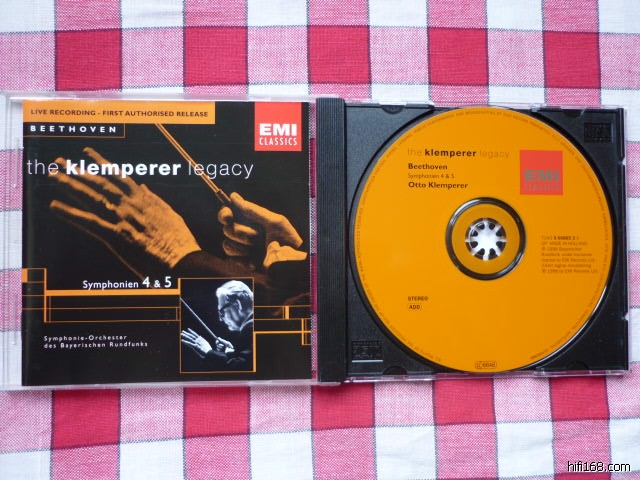 LIVE RECORDING - FIRST AUTHORISED RELEASE
BEETHOVEN
EMI
CLASSICS
the klemperer legacy
Symphonien 4 & 5
Symphonie-Orchester
des Bayerischen Rundfunks
the klemperer legacy
Beethoven
Symphonien 4 & 5
Otto Klemperer
EMI
CLASSICS
STEREO
ADD
hifi168.com